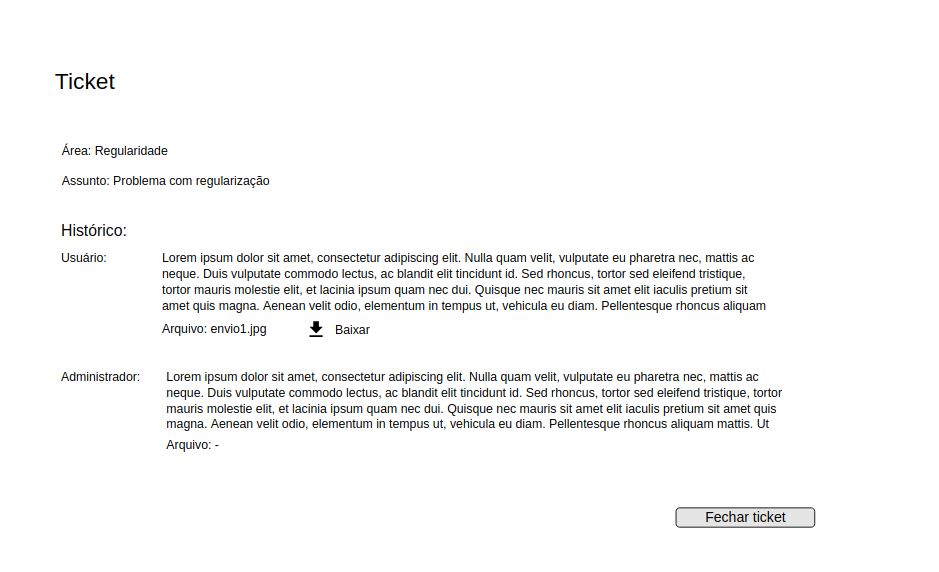 Ticket
Área: Regularidade
Assunto: Problema com regularização
Histórico:
Usuário: Lorem ipsum dolor sit amet, consectetur adipiscing elit. Nulla quam velit, vulputate eu pharetra nec, mattis ac
neque. Duis vulputate commodo lectus, ac blandit elit tincidunt id. Sed rhoncus, tortor sed eleifend tristique,
tortor mauris molestie elit, et lacinia ipsum quam nec dui. Quisque nec mauris sit amet elit iaculis pretium sit
amet quis magna. Aenean velit odio, elementum in tempus ut, vehicula eu diam. Pellentesque rhoncus aliquam
Arquivo: envio1.jpg Baixar
Administrador: Lorem ipsum dolor sit amet, consectetur adipiscing elit. Nulla quam velit, vulputate eu pharetra nec, mattis ac
neque. Duis vulputate commodo lectus, ac blandit elit tincidunt id. Sed rhoncus, tortor sed eleifend tristique, tortor
mauris molestie elit, et lacinia ipsum quam nec dui. Quisque nec mauris sit amet elit iaculis pretium sit amet quis
magna. Aenean velit odio, elementum in tempus ut, vehicula eu diam. Pellentesque rhoncus aliquam mattis. Ut
Arquivo: -
Fechar ticket